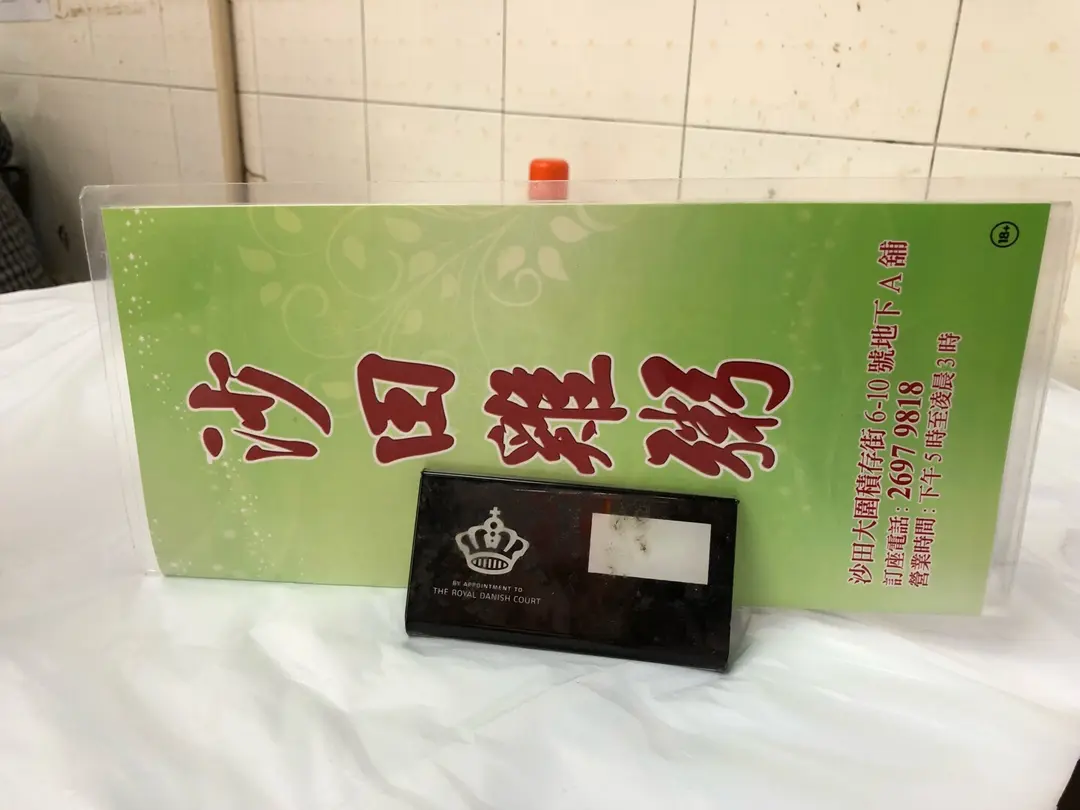 沙田雞粥
沙田大圍積存街 6-10 號地下 A 舖
訂座電話：2697 9818
營業時間：下午 5 時至凌晨 3 時
18+
BY APPOINTMENT TO
THE ROYAL DANISH COURT